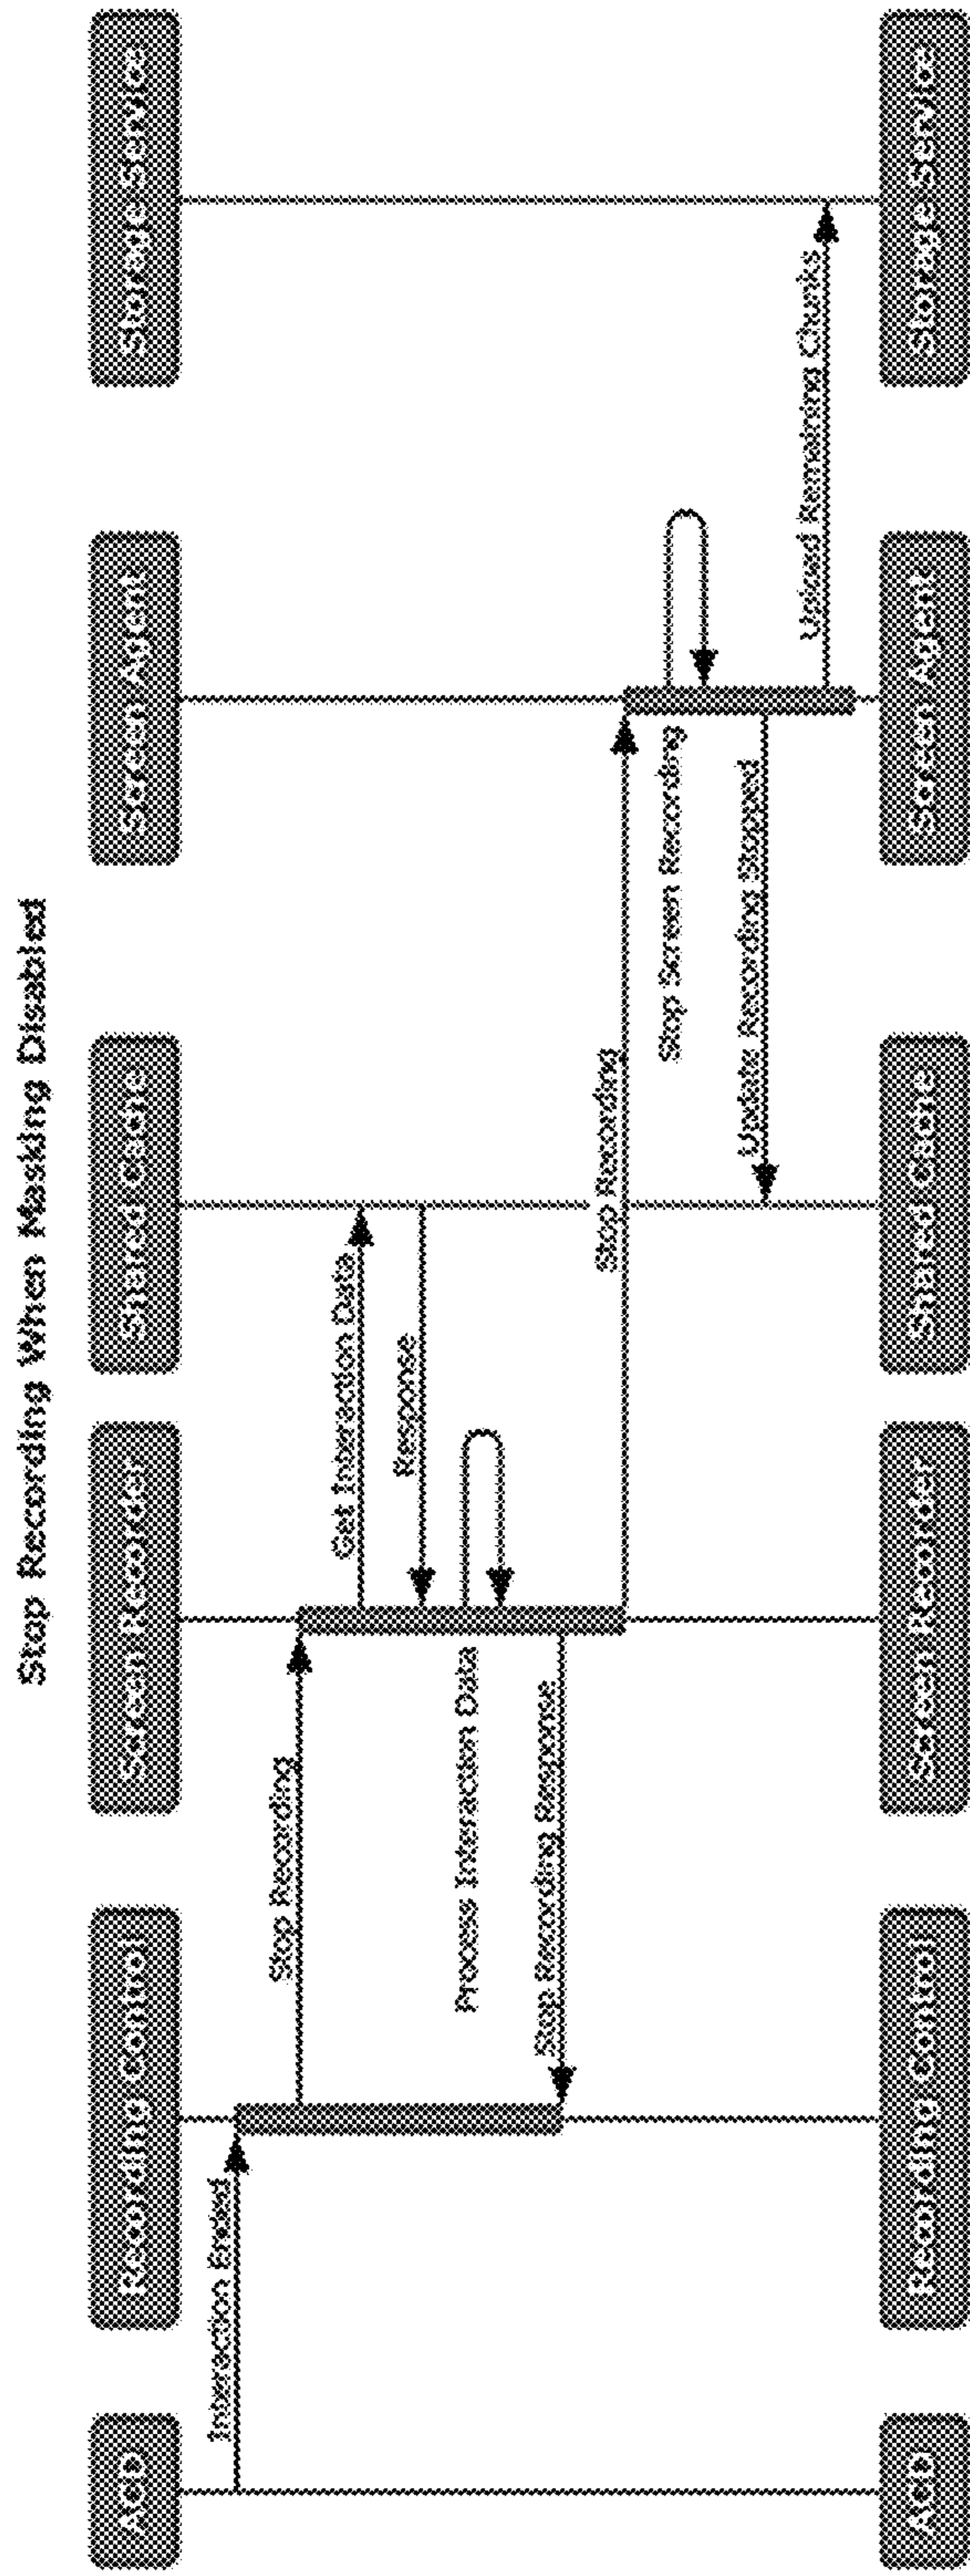 Stop Recording When Masking Disabled
ACD
Recording Control
Screen Recorder
Shared Cache
Screen Agent
Storage Service
Interaction Ended
Stop Recording
Get Interaction Data
Response
Process Interaction Data
Stop Recording Response
Stop Recording
Stop Screen Recording
Update Recording Stopped
Upload Remaining Chunks
ACD
Recording Control
Screen Recorder
Shared Cache
Screen Agent
Storage Service